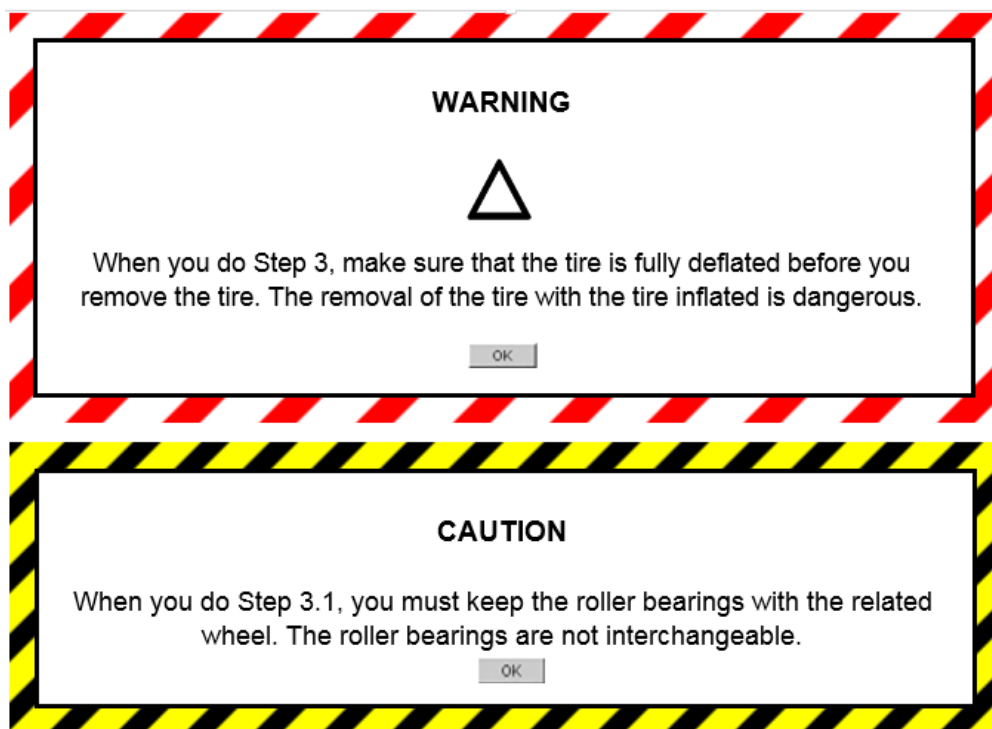 WARNING
When you do Step 3, make sure that the tire is fully deflated before you
remove the tire. The removal of the tire with the tire inflated is dangerous.
OK
CAUTION
When you do Step 3.1, you must keep the roller bearings with the related
wheel. The roller bearings are not interchangeable.
OK